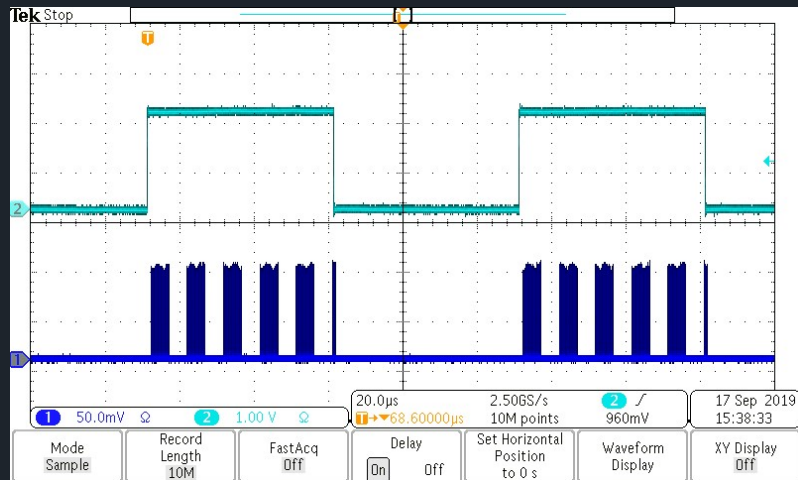 Tek Stop
T
2
1
1 50.0mV Ω 2 1.00 V Ω
20.0µs 2.50GS/s 2 960mV
T→▼68.60000µs 10M points
17 Sep 2019
15:38:33
Mode
Sample
Record
Length
10M
FastAcq
Off
Delay
On Off
Set Horizontal
Position
to 0 s
Waveform
Display
XY Display
Off